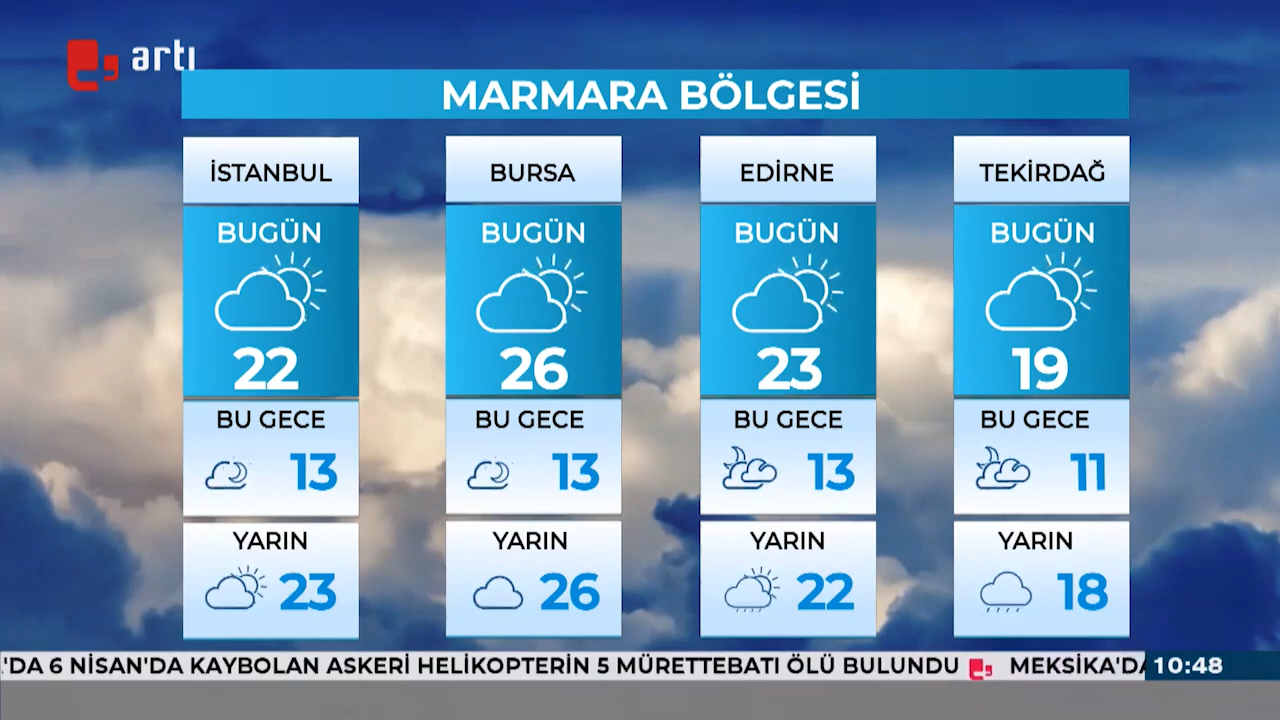 artı
MARMARA BÖLGESİ
İSTANBUL
BUGÜN
22
BU GECE
13
YARIN
23
BURSA
BUGÜN
26
BU GECE
13
YARIN
26
EDİRNE
BUGÜN
23
BU GECE
13
YARIN
22
TEKİRDAĞ
BUGÜN
19
BU GECE
11
YARIN
18
'DA 6 NİSAN'DA KAYBOLAN ASKERİ HELİKOPTERİN 5 MÜRETTEBATI ÖLÜ BULUNDU MEKSİKA'DA 10:48